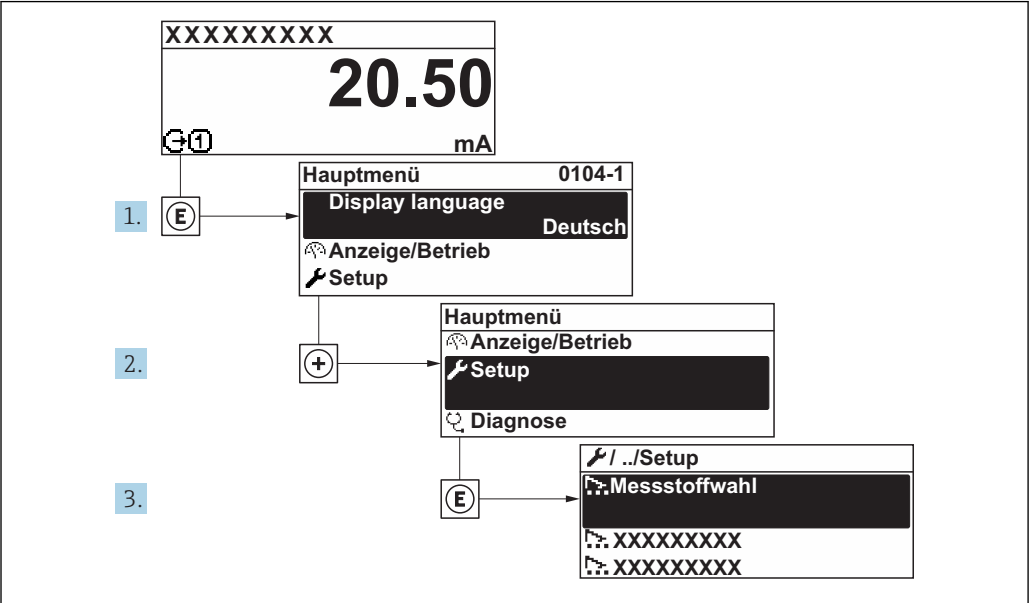 XXXXXXXXX
20.50
1
mA
1.
E
Hauptmenü 0104-1
Display language
Deutsch
Anzeige/Betrieb
Setup
2.
+
Hauptmenü
Anzeige/Betrieb
Setup
Diagnose
3.
E
/ ../Setup
Messstoffwahl
XXXXXXXXX
XXXXXXXXX